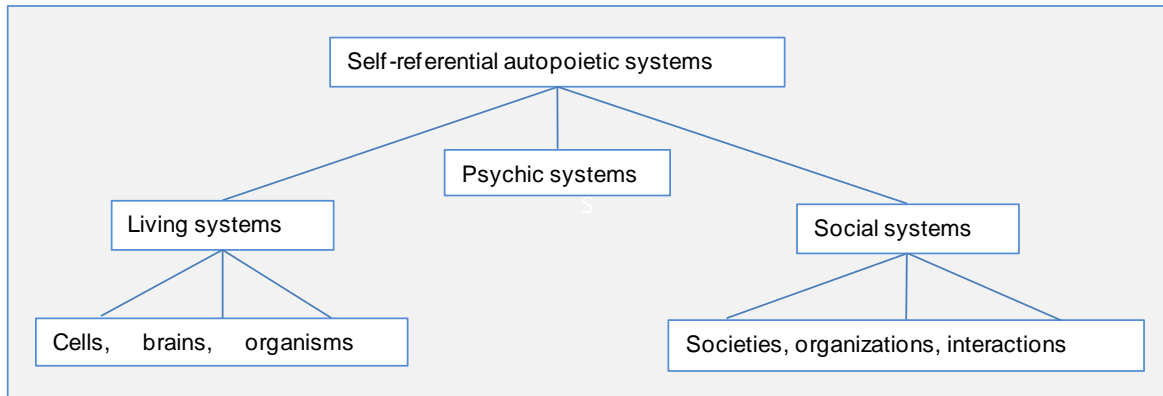 Self-referential autopoietic systems
Psychic systems
s
Living systems
Social systems
Cells, brains, organisms
Societies, organizations, interactions